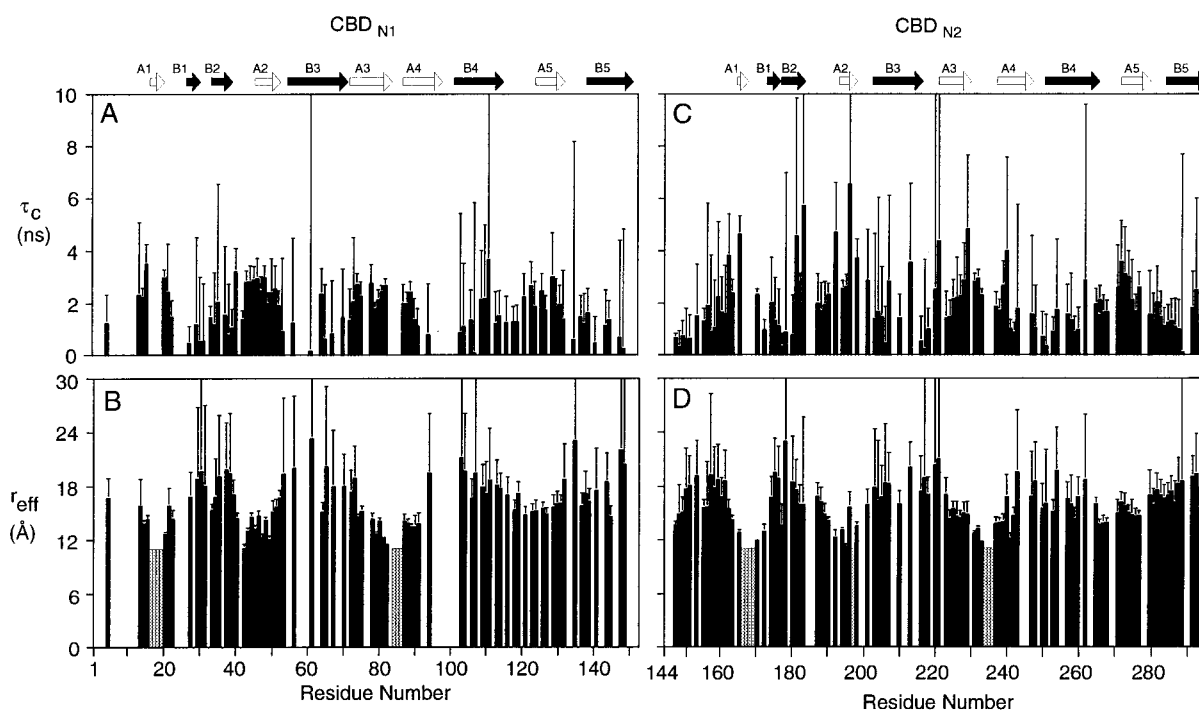 CBD N1
CBD N2
A1 B1 B2 A2 B3 A3 A4 B4 A5 B5
A1 B1 B2 A2 B3 A3 A4 B4 A5 B5
A
C
10
8
6
4
2
0
τc
(ns)
B
D
30
24
18
12
6
0
reff
(Å)
1 20 40 60 80 100 120 140
144 160 180 200 220 240 260 280
Residue Number
Residue Number